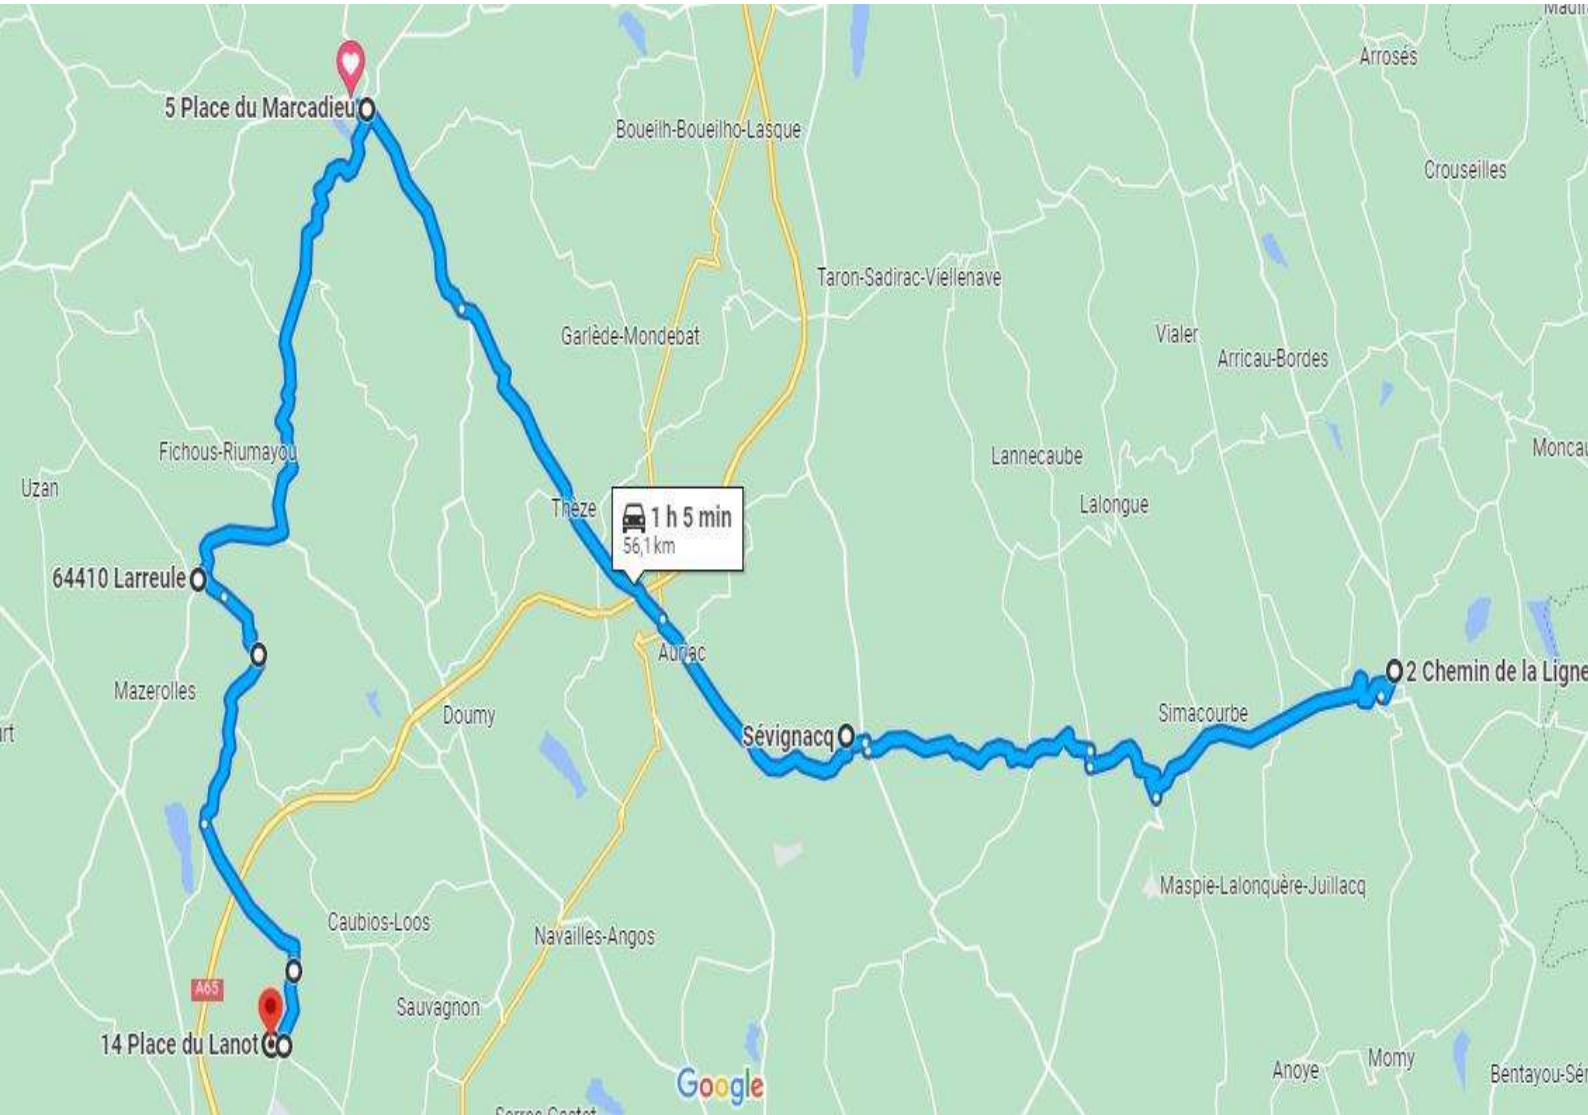 Arrosés
5 Place du Marcadieu
Boueilh-Boueilho-Lasque
Crouseilles
Taron-Sadirac-Viellenave
Garlède-Mondebat
Vialer
Arricau-Bordes
Fichous-Riumayou
Lannecaube
Uzan
Lalongue
Thèze
1 h 5 min
56,1 km
64410 Larreule
Auriac
2 Chemin de la Ligne
Mazerolles
Doumy
Sévignacq
Simacourbe
Maspie-Lalonquère-Juillacq
Caubios-Loos
Navailles-Angos
A65
Sauvagnon
14 Place du Lanot
Google
Anoye
Momy